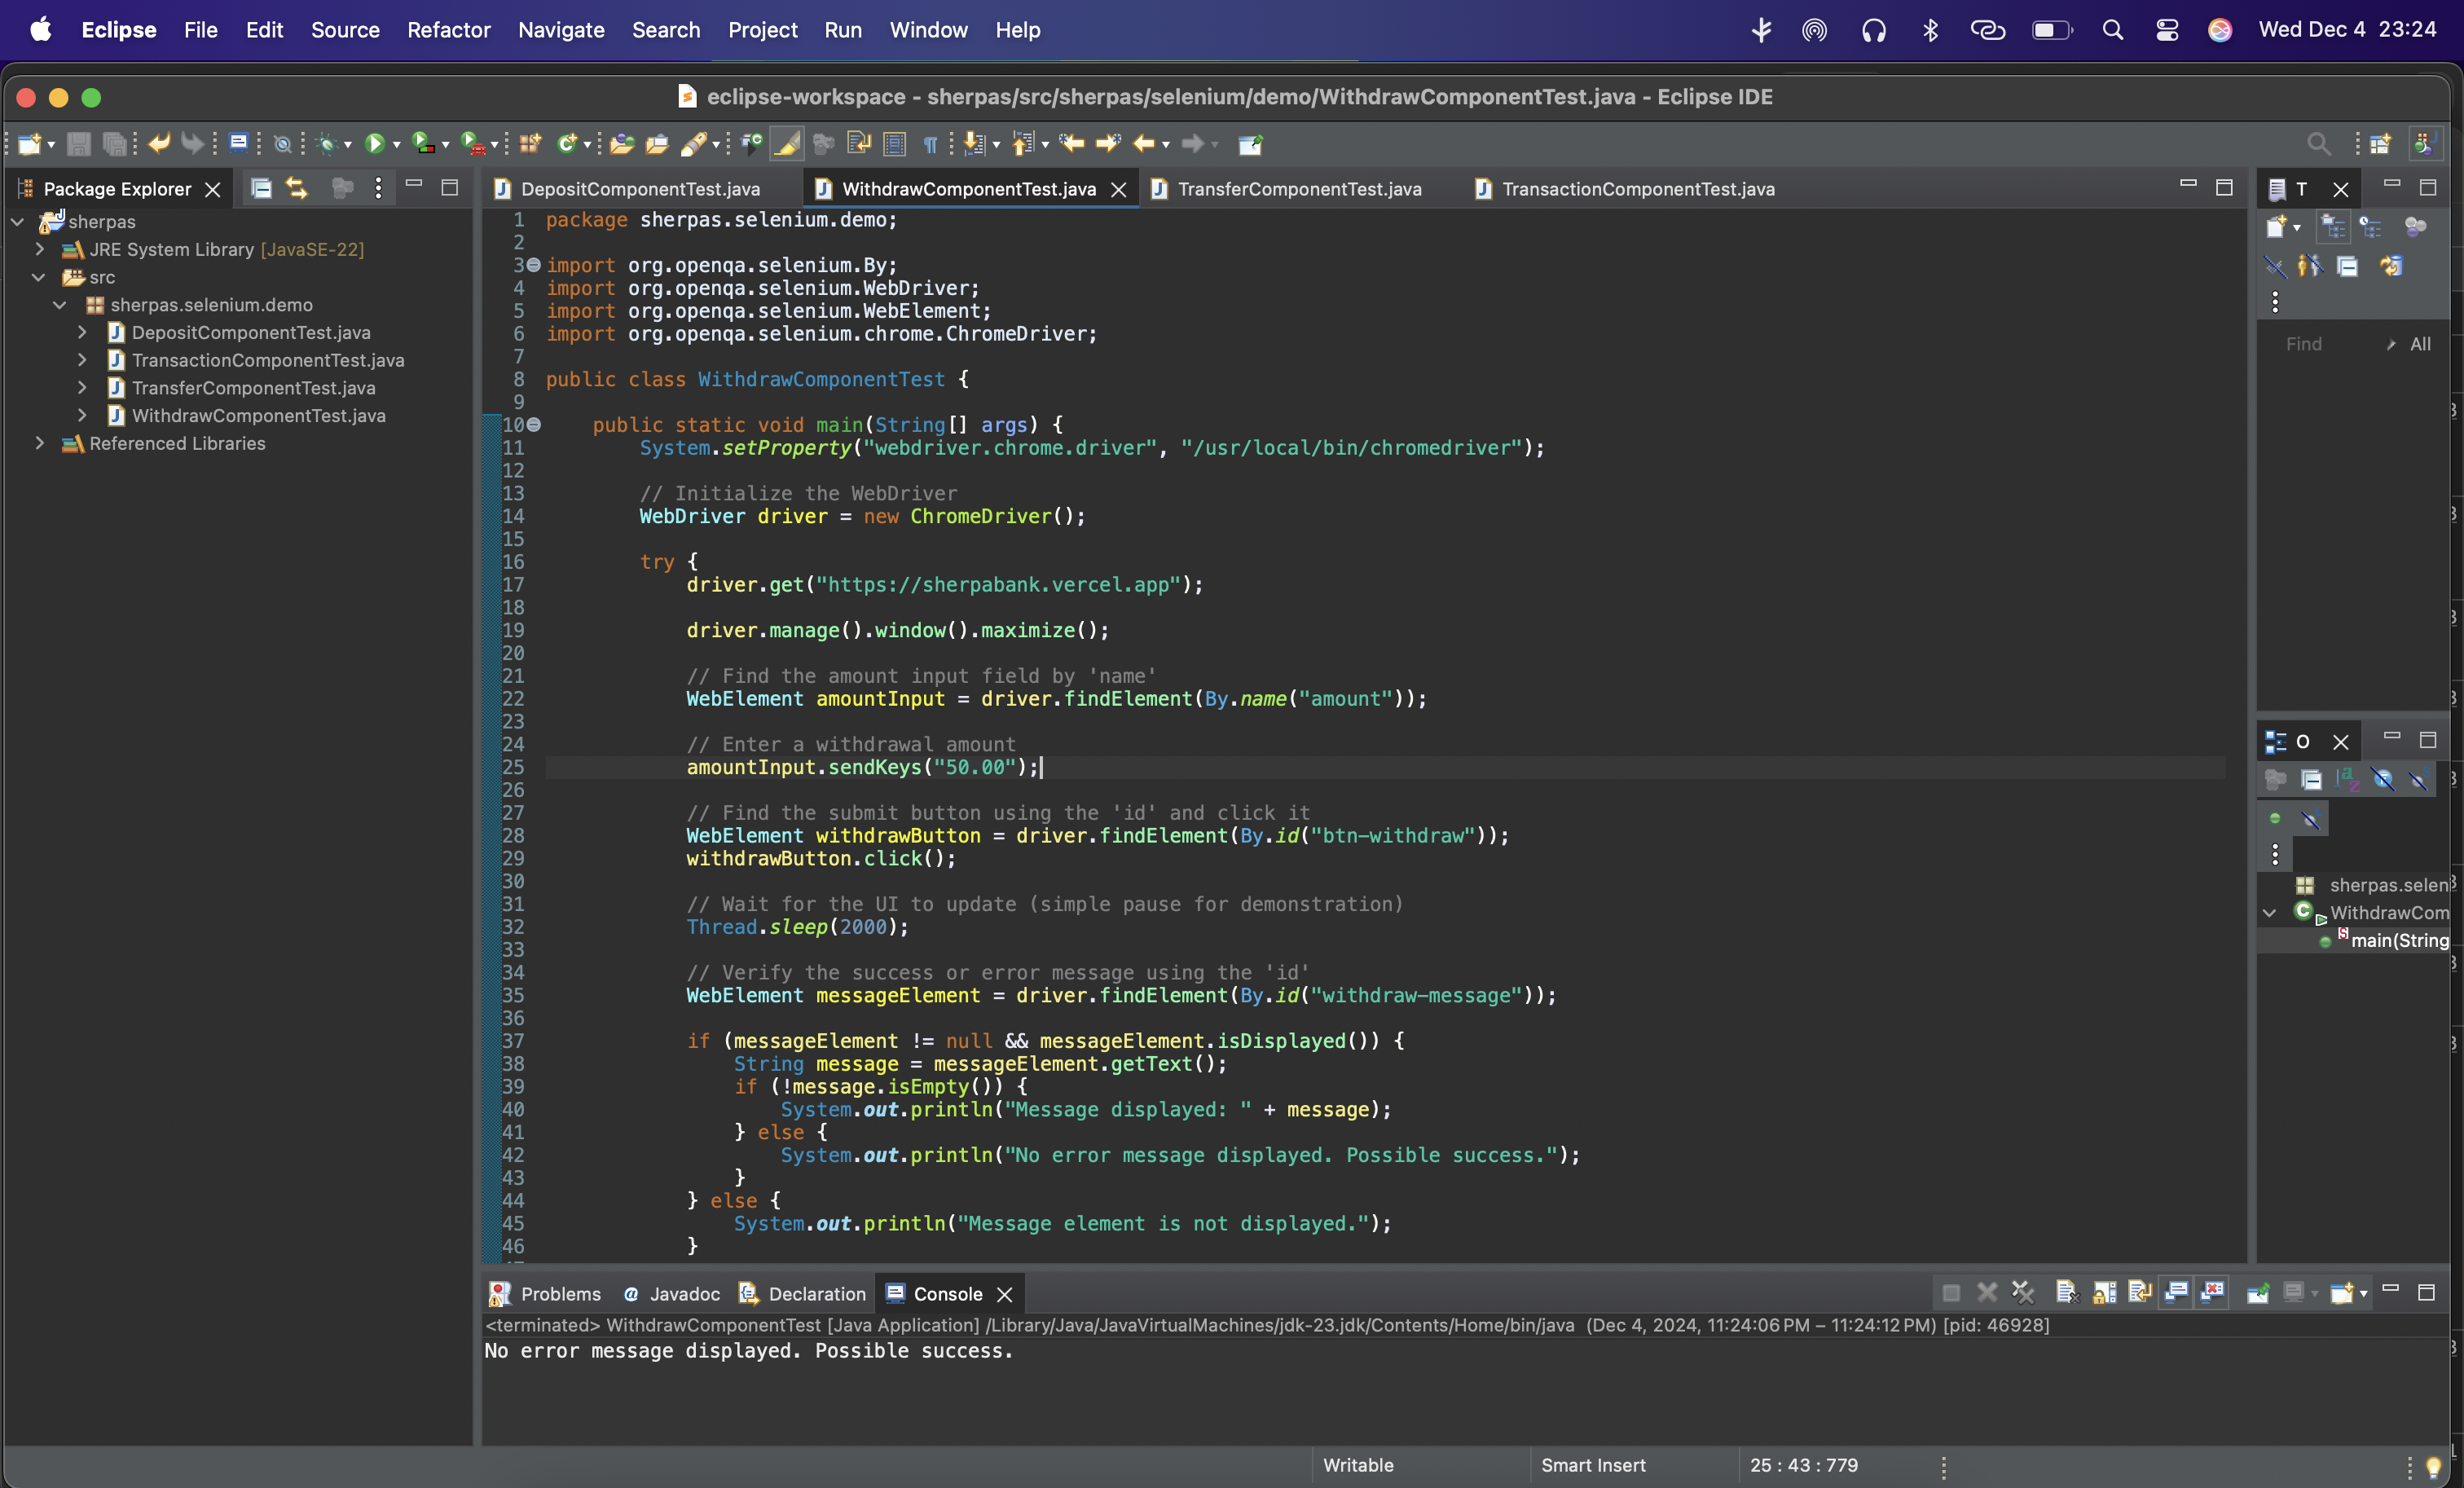 Eclipse File Edit Source Refactor Navigate Search Project Run Window Help Wed Dec 4 23:24
eclipse-workspace - sherpas/src/sherpas/selenium/demo/WithdrawComponentTest.java - Eclipse IDE
Package Explorer
sherpas
JRE System Library [JavaSE-22]
src
sherpas.selenium.demo
DepositComponentTest.java
TransactionComponentTest.java
TransferComponentTest.java
WithdrawComponentTest.java
Referenced Libraries
DepositComponentTest.java WithdrawComponentTest.java TransferComponentTest.java TransactionComponentTest.java
1 package sherpas.selenium.demo;
2
3 import org.openqa.selenium.By;
4 import org.openqa.selenium.WebDriver;
5 import org.openqa.selenium.WebElement;
6 import org.openqa.selenium.chrome.ChromeDriver;
7
8 public class WithdrawComponentTest {
9
10 public static void main(String[] args) {
11 System.setProperty("webdriver.chrome.driver", "/usr/local/bin/chromedriver");
12
13 // Initialize the WebDriver
14 WebDriver driver = new ChromeDriver();
15
16 try {
17 driver.get("https://sherpabank.vercel.app");
18
19 driver.manage().window().maximize();
20
21 // Find the amount input field by 'name'
22 WebElement amountInput = driver.findElement(By.name("amount"));
23
24 // Enter a withdrawal amount
25 amountInput.sendKeys("50.00");
26
27 // Find the submit button using the 'id' and click it
28 WebElement withdrawButton = driver.findElement(By.id("btn-withdraw"));
29 withdrawButton.click();
30
31 // Wait for the UI to update (simple pause for demonstration)
32 Thread.sleep(2000);
33
34 // Verify the success or error message using the 'id'
35 WebElement messageElement = driver.findElement(By.id("withdraw-message"));
36
37 if (messageElement != null && messageElement.isDisplayed()) {
38 String message = messageElement.getText();
39 if (!message.isEmpty()) {
40 System.out.println("Message displayed: " + message);
41 } else {
42 System.out.println("No error message displayed. Possible success.");
43 }
44 } else {
45 System.out.println("Message element is not displayed.");
46 }
T
Find All
O
sherpas.selen
WithdrawCom
main(String
Problems Javadoc Declaration Console
<terminated> WithdrawComponentTest [Java Application] /Library/Java/JavaVirtualMachines/jdk-23.jdk/Contents/Home/bin/java (Dec 4, 2024, 11:24:06 PM – 11:24:12 PM) [pid: 46928]
No error message displayed. Possible success.
Writable Smart Insert 25 : 43 : 779